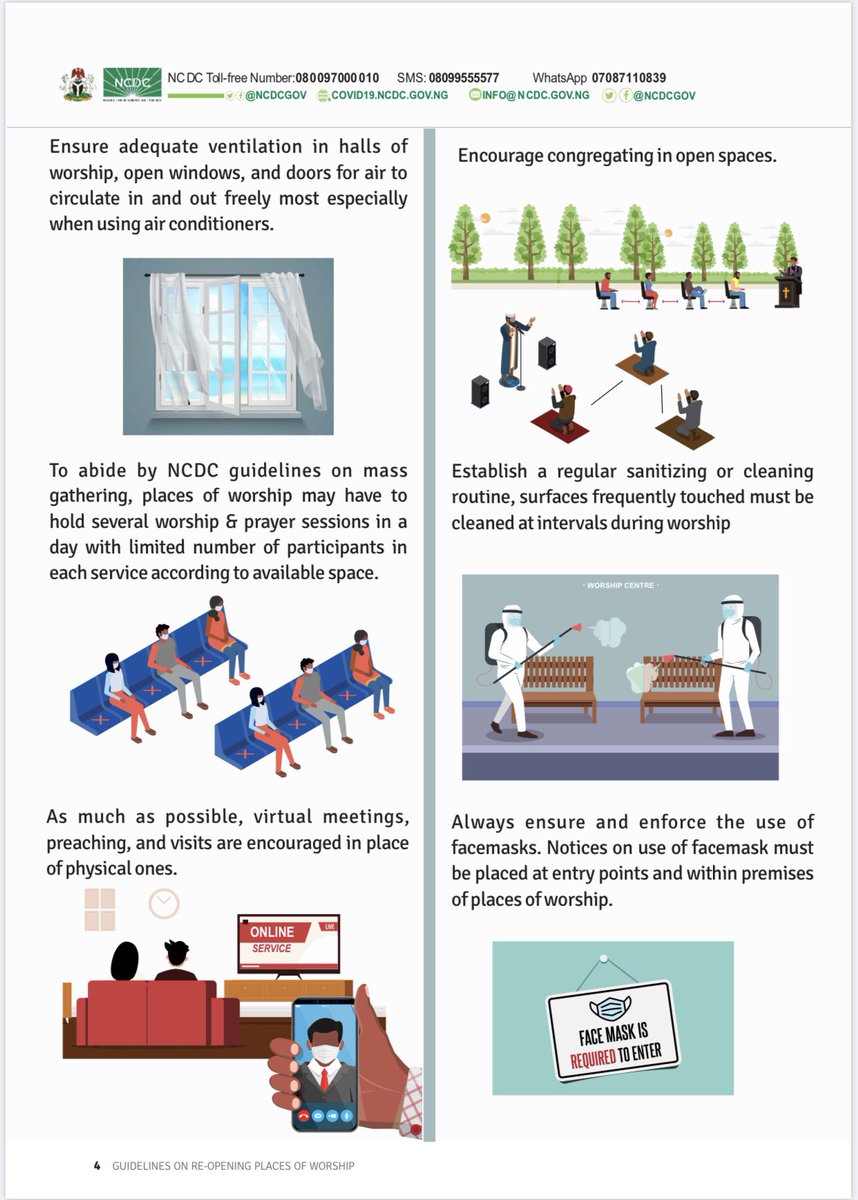 NCDC
NCDC Toll-free Number:080097000010 SMS: 08099555577 WhatsApp 07087110839
@NCDCGOV COVID19.NCDC.GOV.NG INFO@NCDC.GOV.NG @NCDCGOV
Ensure adequate ventilation in halls of
worship, open windows, and doors for air to
circulate in and out freely most especially
when using air conditioners.
To abide by NCDC guidelines on mass
gathering, places of worship may have to
hold several worship & prayer sessions in a
day with limited number of participants in
each service according to available space.
As much as possible, virtual meetings,
preaching, and visits are encouraged in place
of physical ones.
ONLINE
SERVICE
LIVE
Encourage congregating in open spaces.
Establish a regular sanitizing or cleaning
routine, surfaces frequently touched must be
cleaned at intervals during worship
· WORSHIP CENTRE ·
Always ensure and enforce the use of
facemasks. Notices on use of facemask must
be placed at entry points and within premises
of places of worship.
FACE MASK IS
REQUIRED TO ENTER
4 GUIDELINES ON RE-OPENING PLACES OF WORSHIP